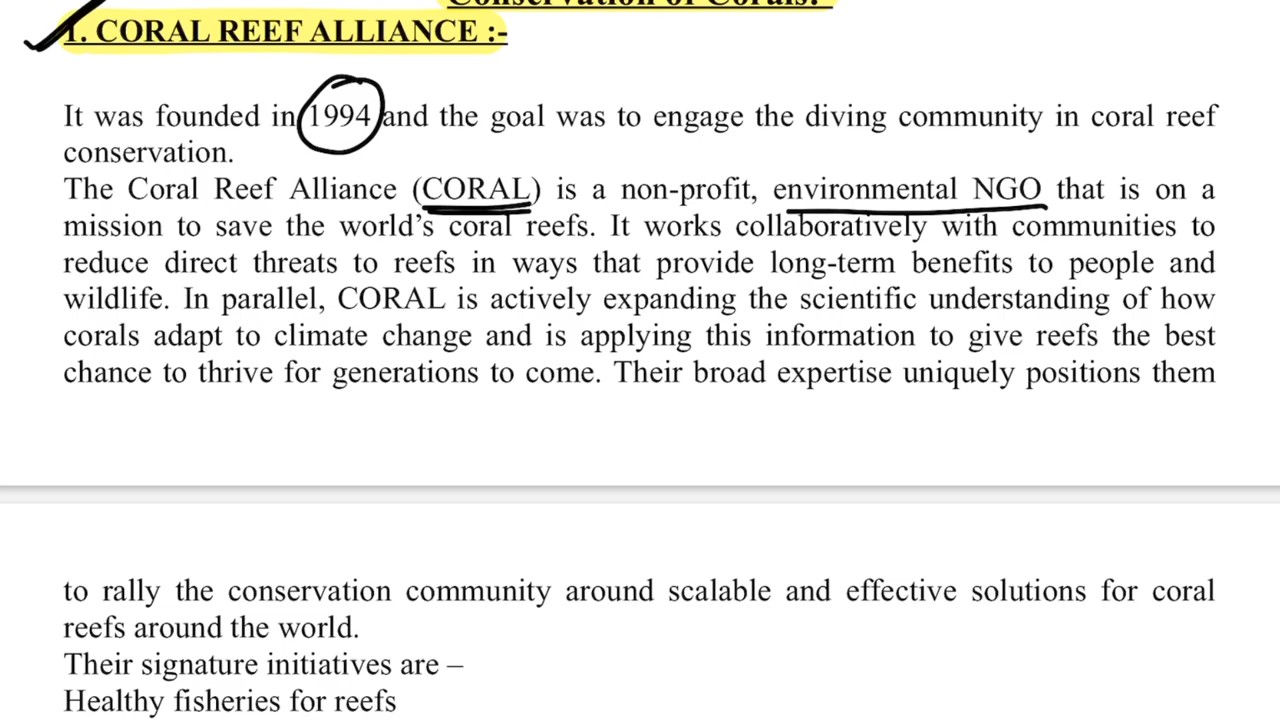 Conservation of Corals:
1. CORAL REEF ALLIANCE :-
It was founded in 1994 and the goal was to engage the diving community in coral reef
conservation.
The Coral Reef Alliance (CORAL) is a non-profit, environmental NGO that is on a
mission to save the world’s coral reefs. It works collaboratively with communities to
reduce direct threats to reefs in ways that provide long-term benefits to people and
wildlife. In parallel, CORAL is actively expanding the scientific understanding of how
corals adapt to climate change and is applying this information to give reefs the best
chance to thrive for generations to come. Their broad expertise uniquely positions them
to rally the conservation community around scalable and effective solutions for coral
reefs around the world.
Their signature initiatives are –
Healthy fisheries for reefs